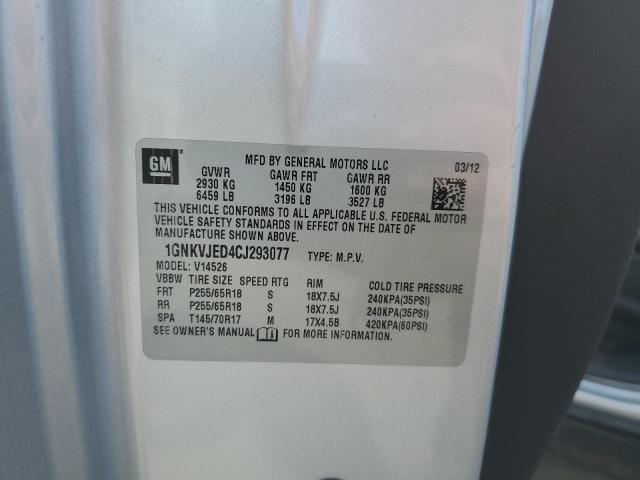 GM
MFD BY GENERAL MOTORS LLC 03/12
GVWR GAWR FRT GAWR RR
2930 KG 1450 KG 1600 KG
6459 LB 3196 LB 3527 LB
THIS VEHICLE CONFORMS TO ALL APPLICABLE U.S. FEDERAL MOTOR
VEHICLE SAFETY STANDARDS IN EFFECT ON THE DATE OF
MANUFACTURE SHOWN ABOVE.
1GNKVJED4CJ293077 TYPE: M.P.V.
MODEL: V14526
VBBW TIRE SIZE SPEED RTG RIM COLD TIRE PRESSURE
FRT P255/65R18 S 18X7.5J 240KPA(35PSI)
RR P255/65R18 S 18X7.5J 240KPA(35PSI)
SPA T145/70R17 M 17X4.5B 420KPA(60PSI)
SEE OWNER'S MANUAL FOR MORE INFORMATION.